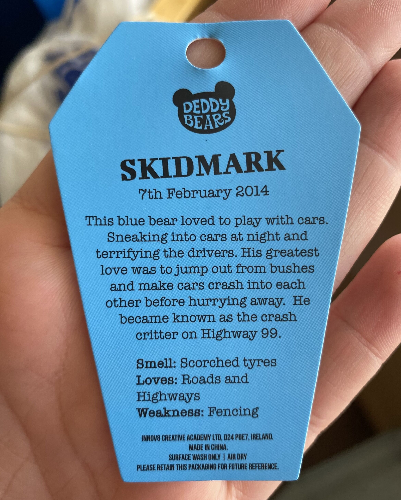 DEDDY
BEARS
SKIDMARK
7th February 2014
This blue bear loved to play with cars.
Sneaking into cars at night and
terrifying the drivers. His greatest
love was to jump out from bushes
and make cars crash into each
other before hurrying away. He
became known as the crash
critter on Highway 99.
Smell: Scorched tyres
Loves: Roads and
Highways
Weakness: Fencing
INNOV8 CREATIVE ACADEMY LTD. D24 P0E7, IRELAND.
MADE IN CHINA.
SURFACE WASH ONLY | AIR DRY
PLEASE RETAIN THIS PACKAGING FOR FUTURE REFERENCE.